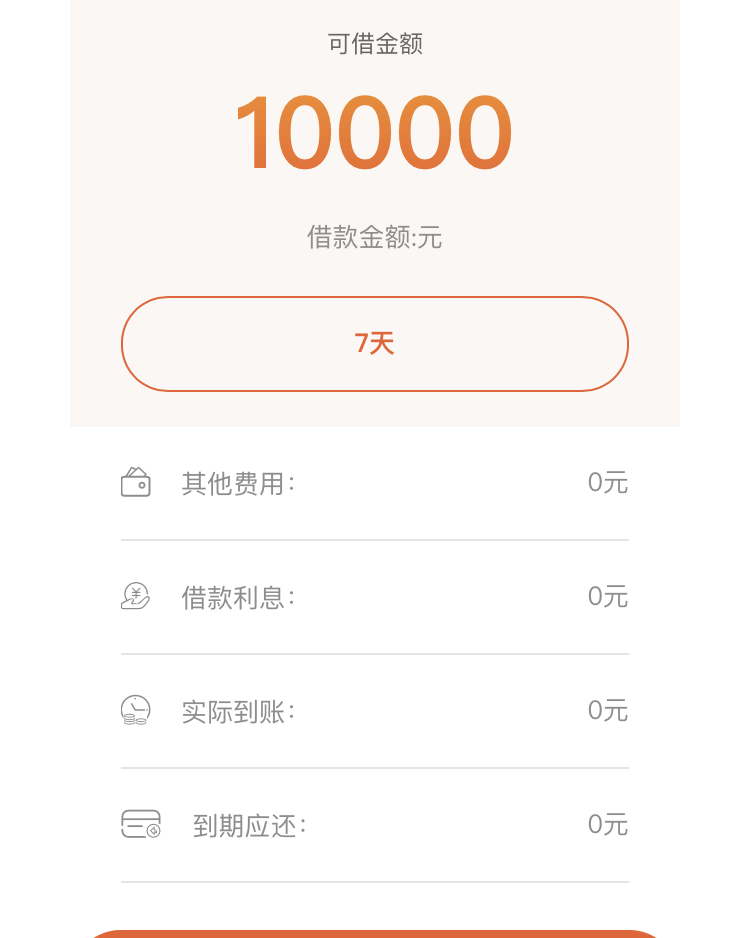 可借金额
10000
借款金额:元
7天
其他费用： 0元
借款利息： 0元
实际到账： 0元
到期应还： 0元